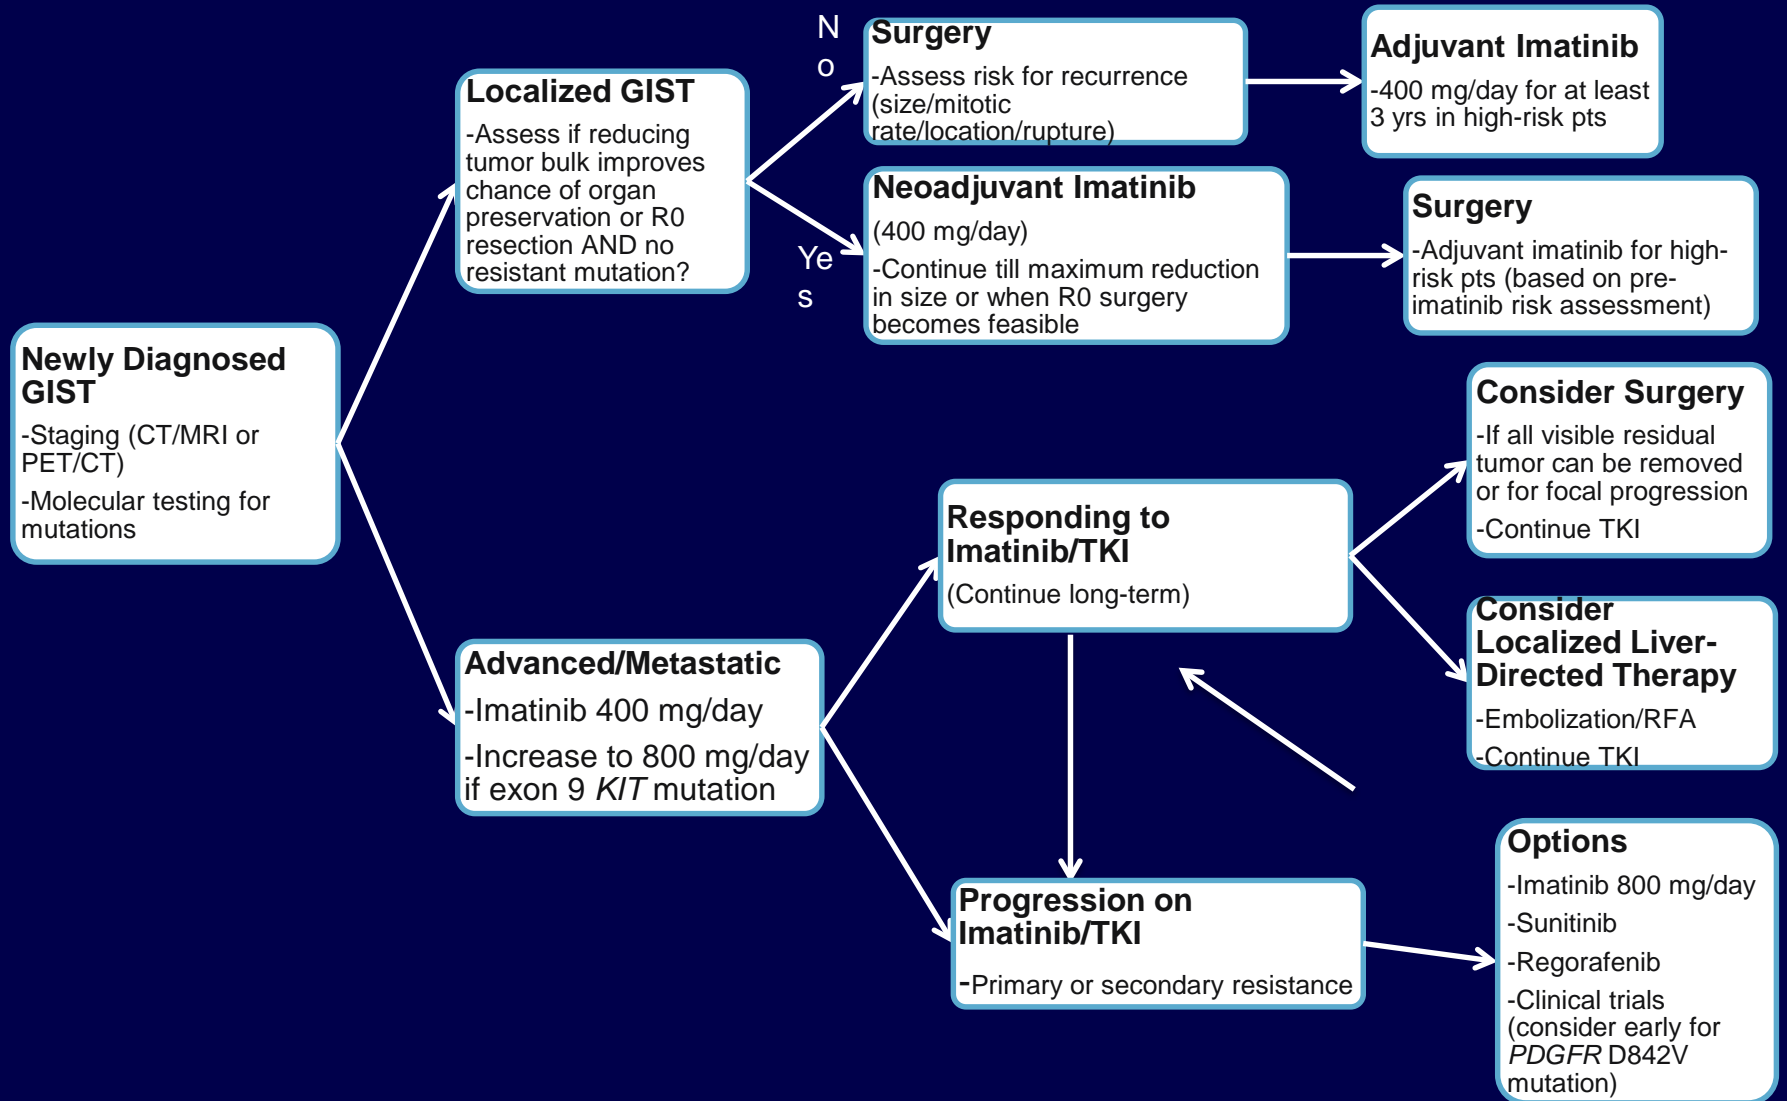 N
o
Surgery
-Assess risk for recurrence
(size/mitotic
rate/location/rupture)
Adjuvant Imatinib
-400 mg/day for at least
3 yrs in high-risk pts
Localized GIST
-Assess if reducing
tumor bulk improves
chance of organ
preservation or R0
resection AND no
resistant mutation?
Neoadjuvant Imatinib
(400 mg/day)
-Continue till maximum reduction
in size or when R0 surgery
becomes feasible
Ye
s
Surgery
-Adjuvant imatinib for high-
risk pts (based on pre-
imatinib risk assessment)
Newly Diagnosed
GIST
-Staging (CT/MRI or
PET/CT)
-Molecular testing for
mutations
Consider Surgery
-If all visible residual
tumor can be removed
or for focal progression
-Continue TKI
Responding to
Imatinib/TKI
(Continue long-term)
Consider
Localized Liver-
Directed Therapy
-Embolization/RFA
-Continue TKI
Advanced/Metastatic
-Imatinib 400 mg/day
-Increase to 800 mg/day
if exon 9 KIT mutation
Progression on
Imatinib/TKI
-Primary or secondary resistance
Options
-Imatinib 800 mg/day
-Sunitinib
-Regorafenib
-Clinical trials
(consider early for
PDGFR D842V
mutation)